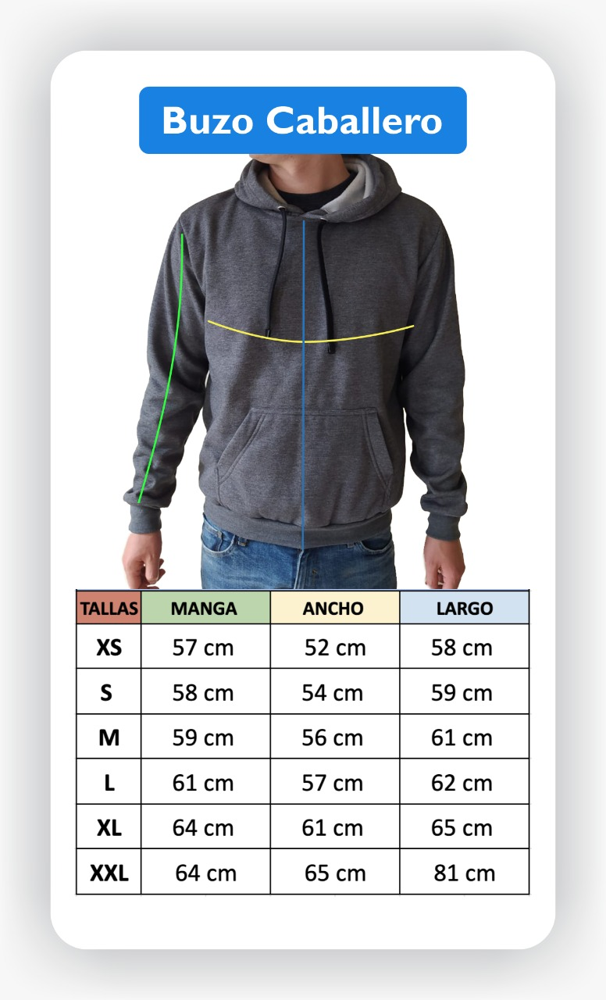 Buzo Caballero
TALLAS MANGA ANCHO LARGO
XS 57 cm 52 cm 58 cm
S 58 cm 54 cm 59 cm
M 59 cm 56 cm 61 cm
L 61 cm 57 cm 62 cm
XL 64 cm 61 cm 65 cm
XXL 64 cm 65 cm 81 cm